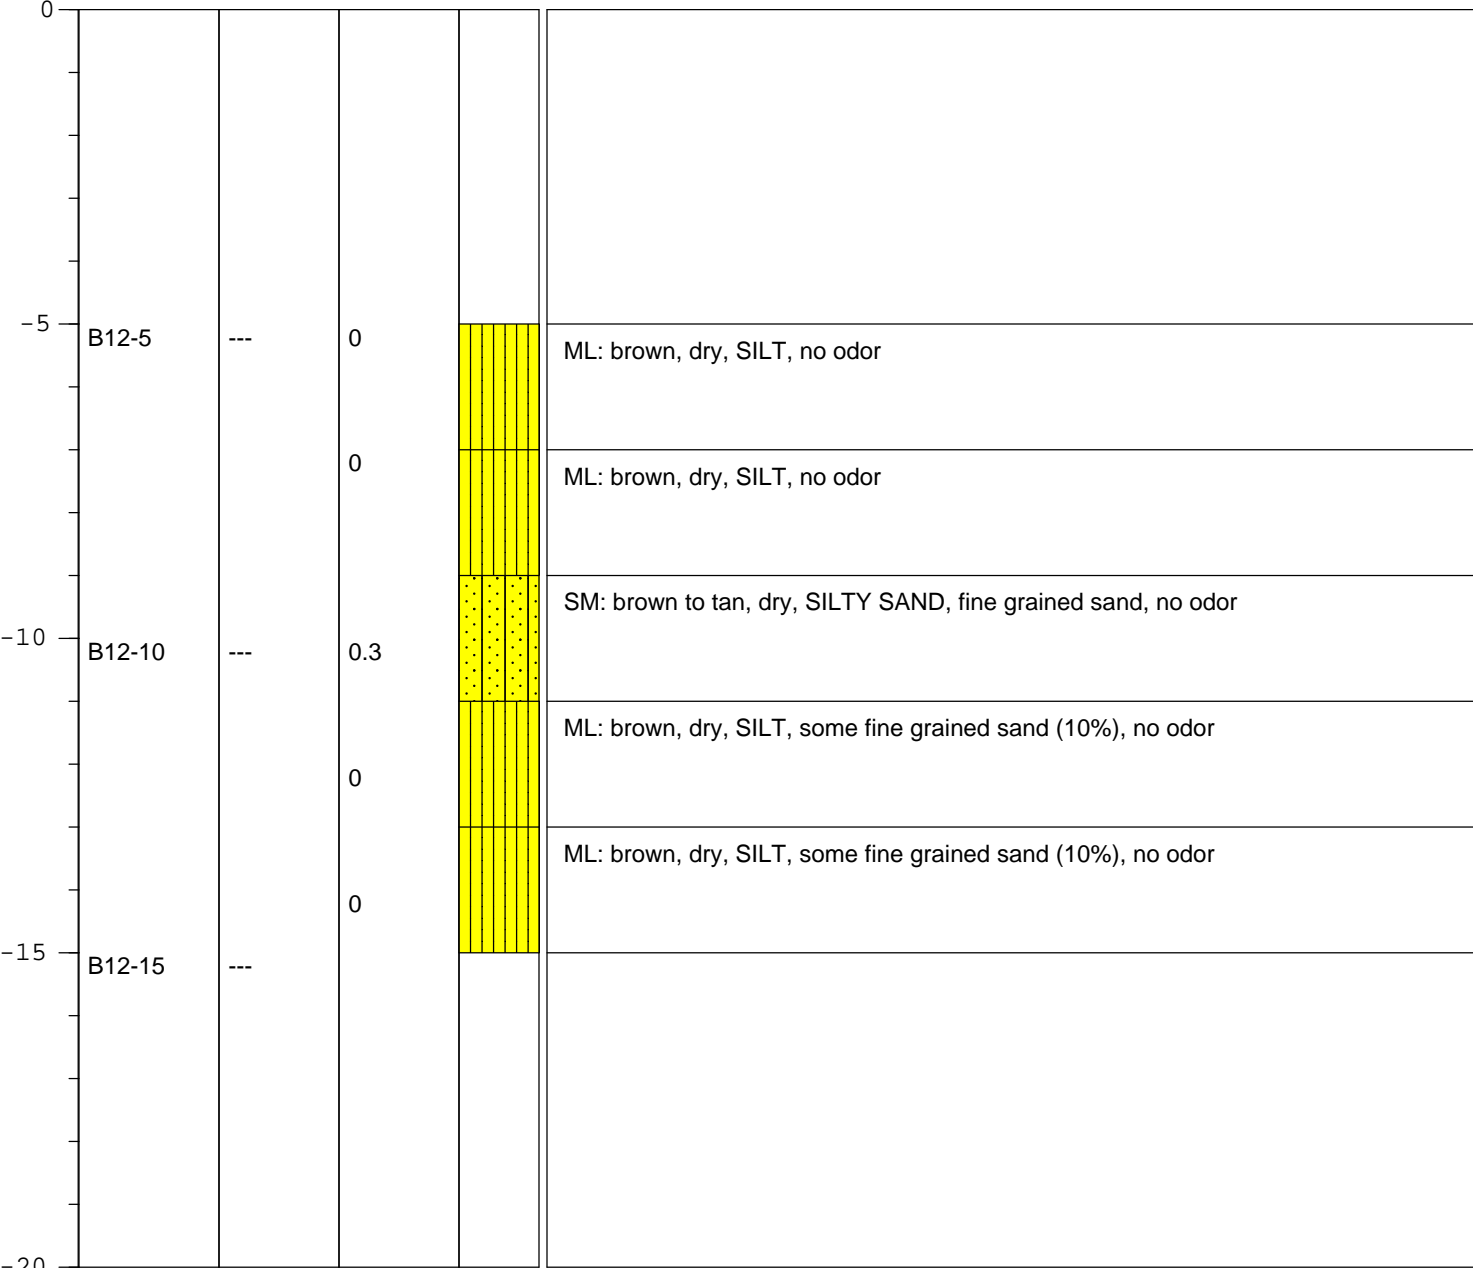 0
-5
B12-5 --- 0
ML: brown, dry, SILT, no odor
0
ML: brown, dry, SILT, no odor
SM: brown to tan, dry, SILTY SAND, fine grained sand, no odor
-10
B12-10 --- 0.3
ML: brown, dry, SILT, some fine grained sand (10%), no odor
0
ML: brown, dry, SILT, some fine grained sand (10%), no odor
0
-15
B12-15 ---
-20